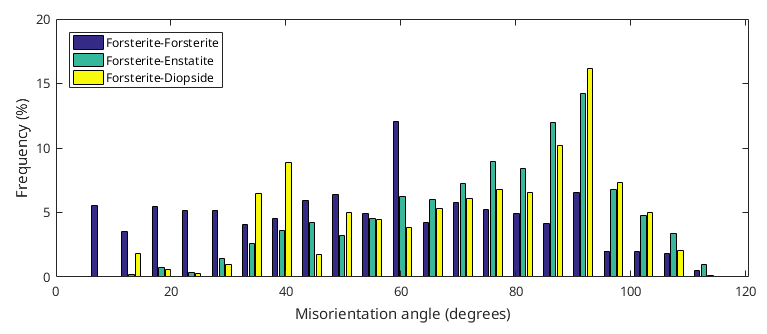 20
15
10
5
0
Frequency (%)
Forsterite-Forsterite
Forsterite-Enstatite
Forsterite-Diopside
0 20 40 60 80 100 120
Misorientation angle (degrees)